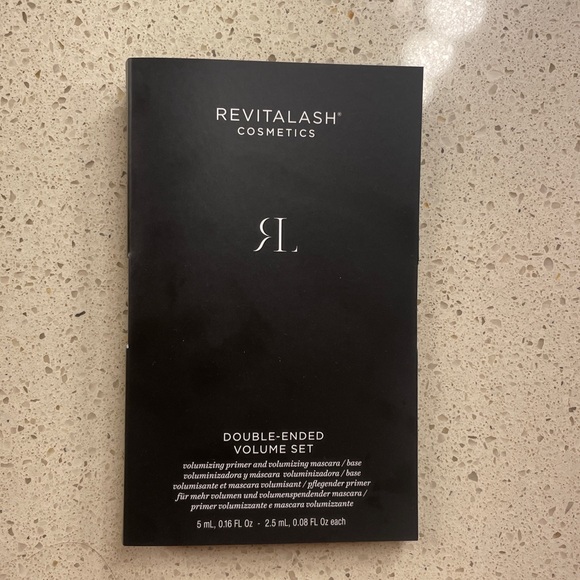 REVITALASH®
COSMETICS
RL
DOUBLE-ENDED
VOLUME SET
volumizing primer and volumizing mascara / base
voluminizadora y máscara voluminizadora / base
volumisante et mascara volumisant / pflegender primer
für mehr volumen und volumenspendender mascara /
primer volumizzante e mascara volumizzante
5 mL, 0.16 Fl Oz - 2.5 mL, 0.08 Fl Oz each